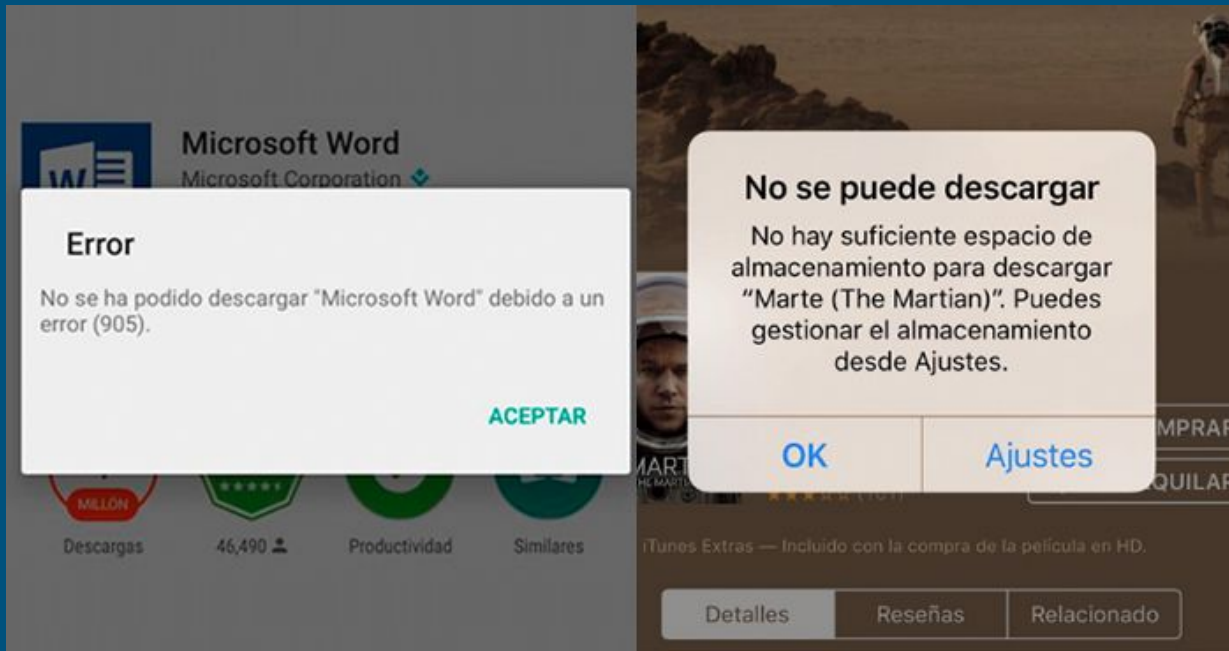 Microsoft Word
Microsoft Corporation
W
Error
No se ha podido descargar "Microsoft Word" debido a un
error (905).
ACEPTAR
MILLÓN
Descargas
46,490
Productividad
Similares
No se puede descargar
No hay suficiente espacio de
almacenamiento para descargar
“Marte (The Martian)”. Puedes
gestionar el almacenamiento
desde Ajustes.
OK
Ajustes
MPRAR
QUILAR
MART
iTunes Extras — Incluido con la compra de la película en HD.
Detalles
Reseñas
Relacionado